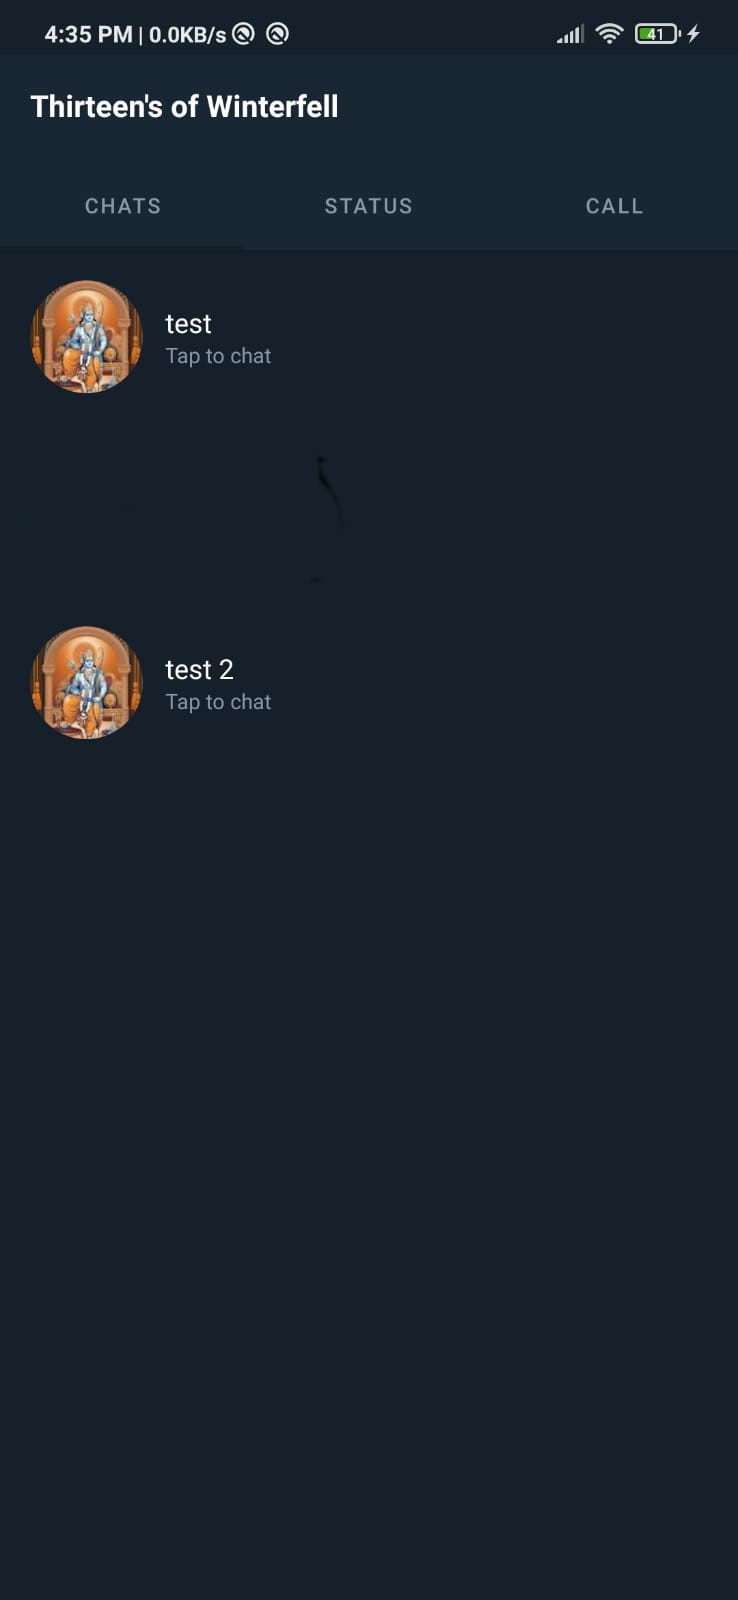 4:35 PM | 0.0KB/s
41
Thirteen's of Winterfell
CHATS STATUS CALL
test
Tap to chat
test 2
Tap to chat